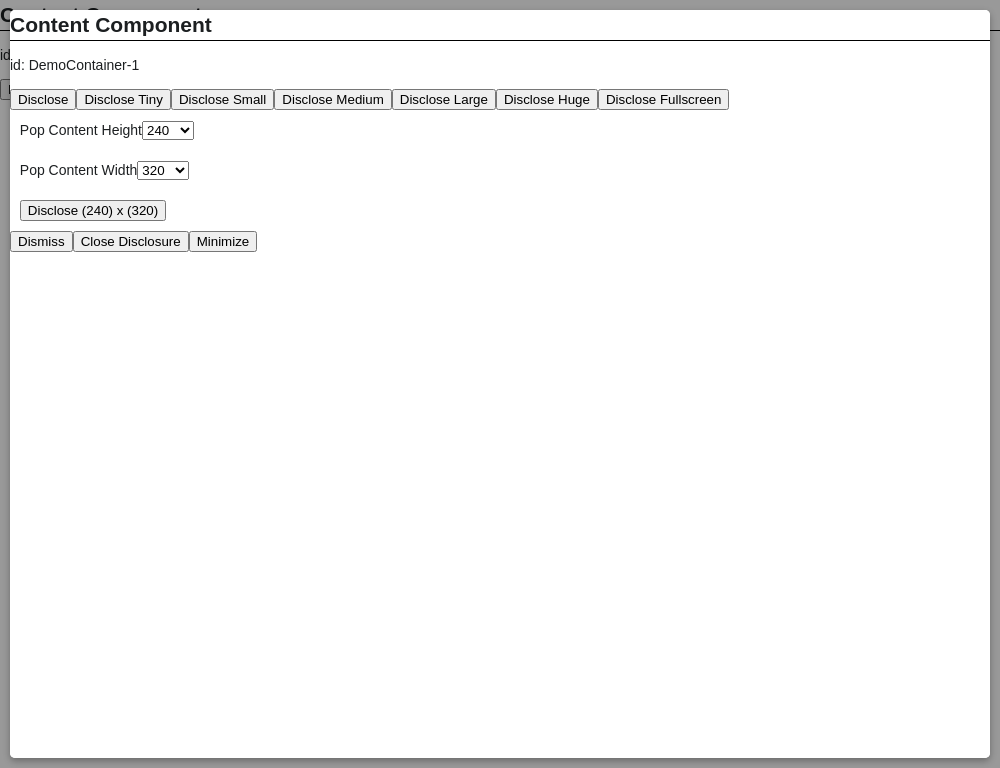 Content Component
id: DemoContainer-1
Disclose Disclose Tiny Disclose Small Disclose Medium Disclose Large Disclose Huge Disclose Fullscreen
Pop Content Height 240
Pop Content Width 320
Disclose (240) x (320)
Dismiss Close Disclosure Minimize